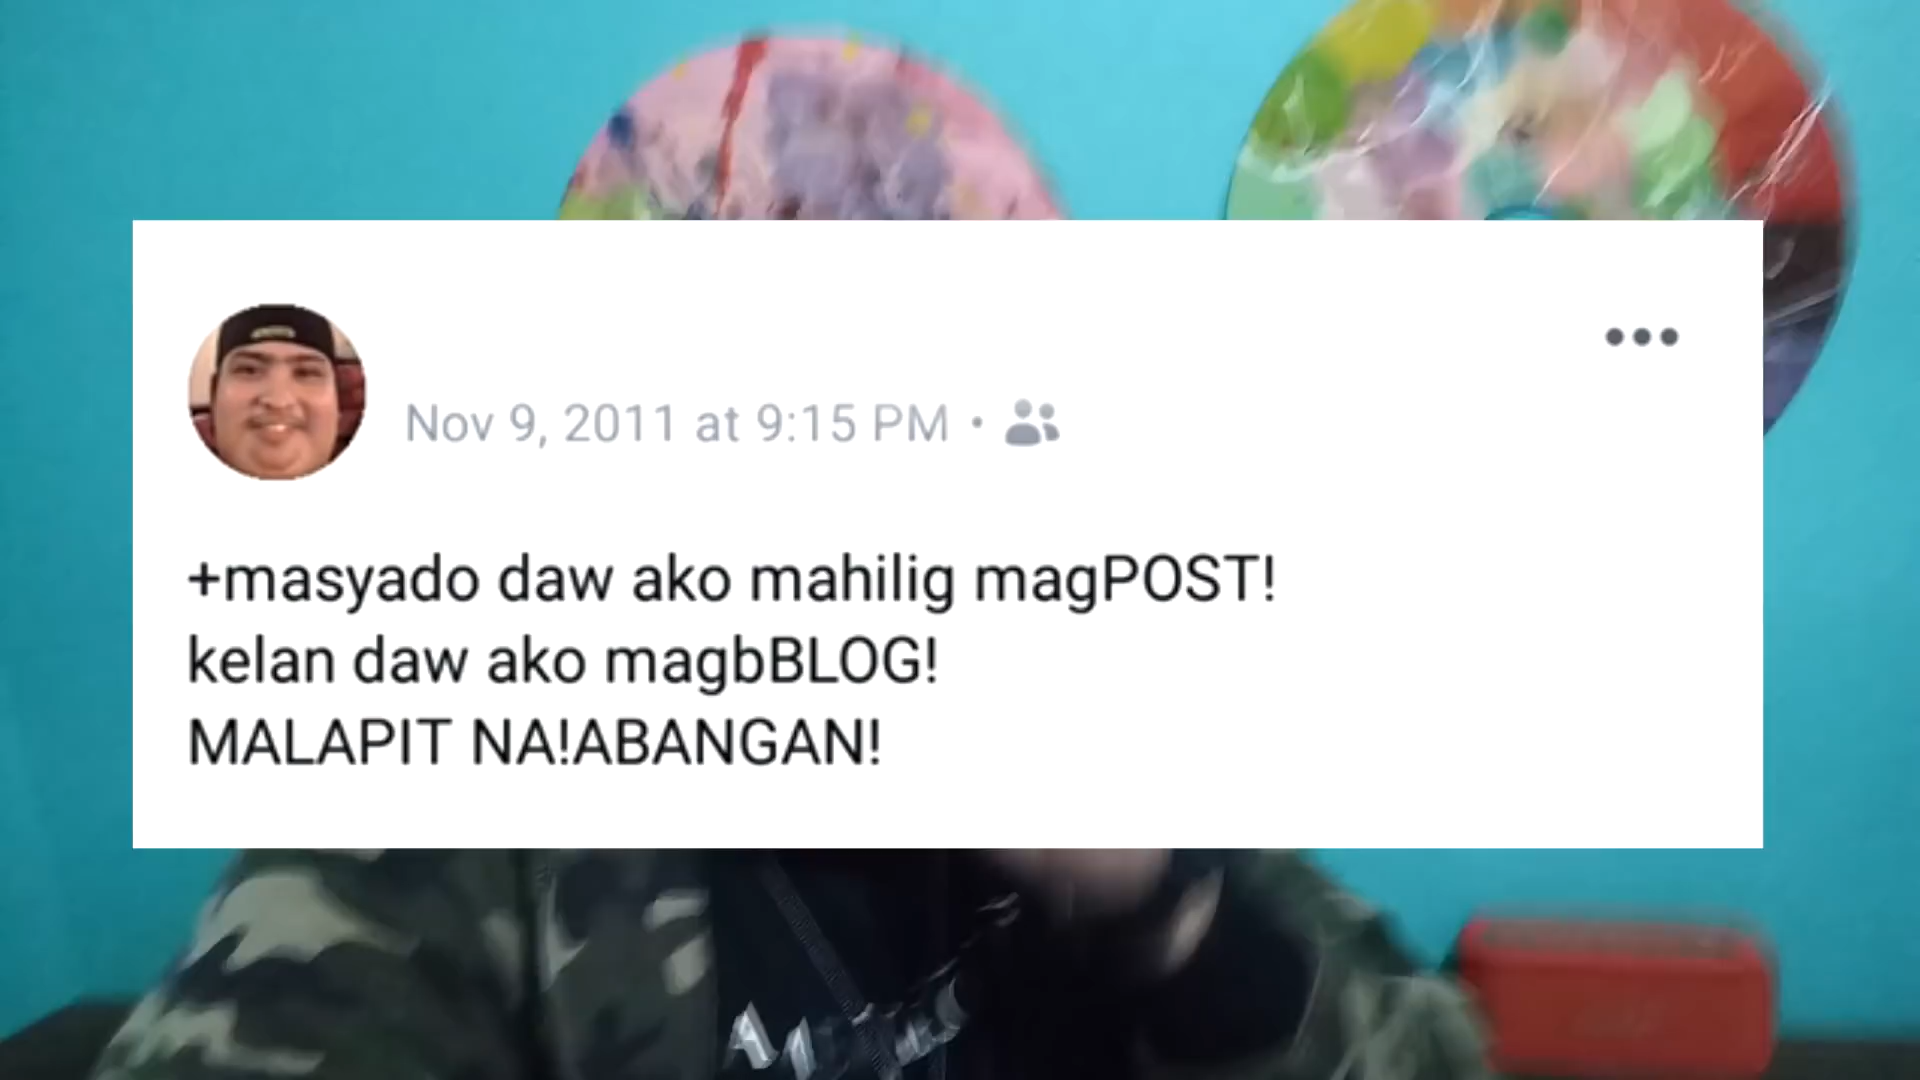 Nov 9, 2011 at 9:15 PM ·
+masyado daw ako mahilig magPOST!
kelan daw ako magbBLOG!
MALAPIT NA!ABANGAN!